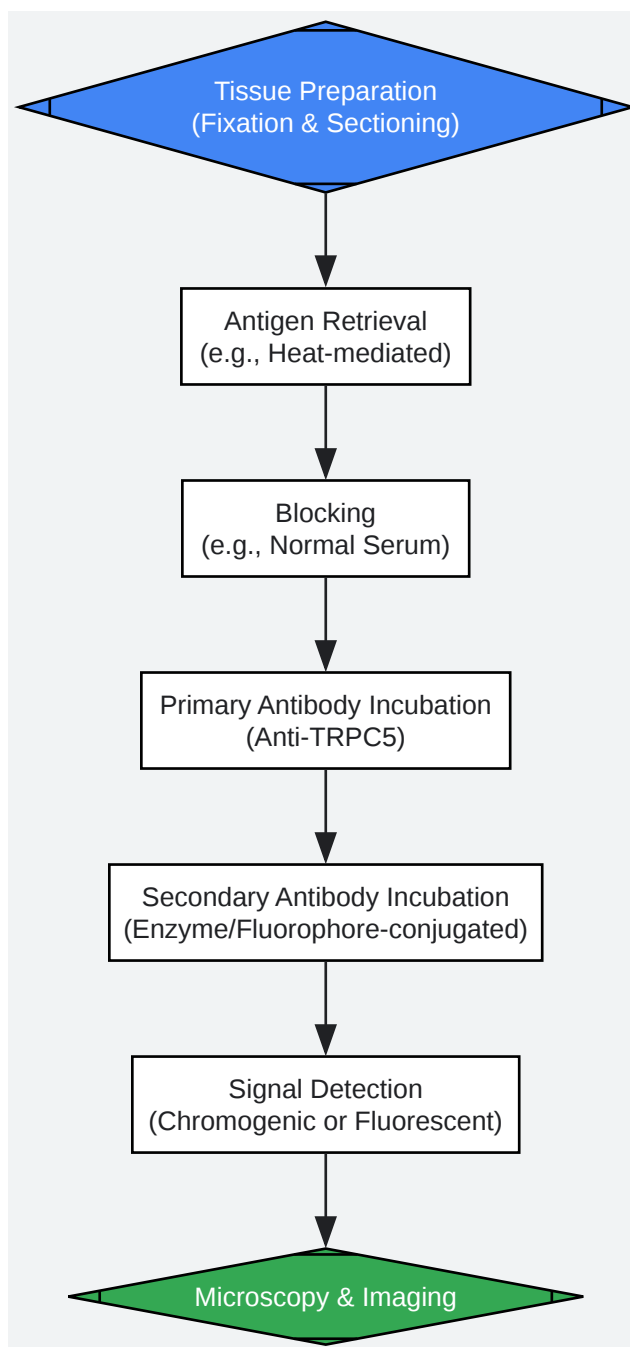 Tissue Preparation
(Fixation & Sectioning)
Antigen Retrieval
(e.g., Heat-mediated)
Blocking
(e.g., Normal Serum)
Primary Antibody Incubation
(Anti-TRPC5)
Secondary Antibody Incubation
(Enzyme/Fluorophore-conjugated)
Signal Detection
(Chromogenic or Fluorescent)
Microscopy & Imaging